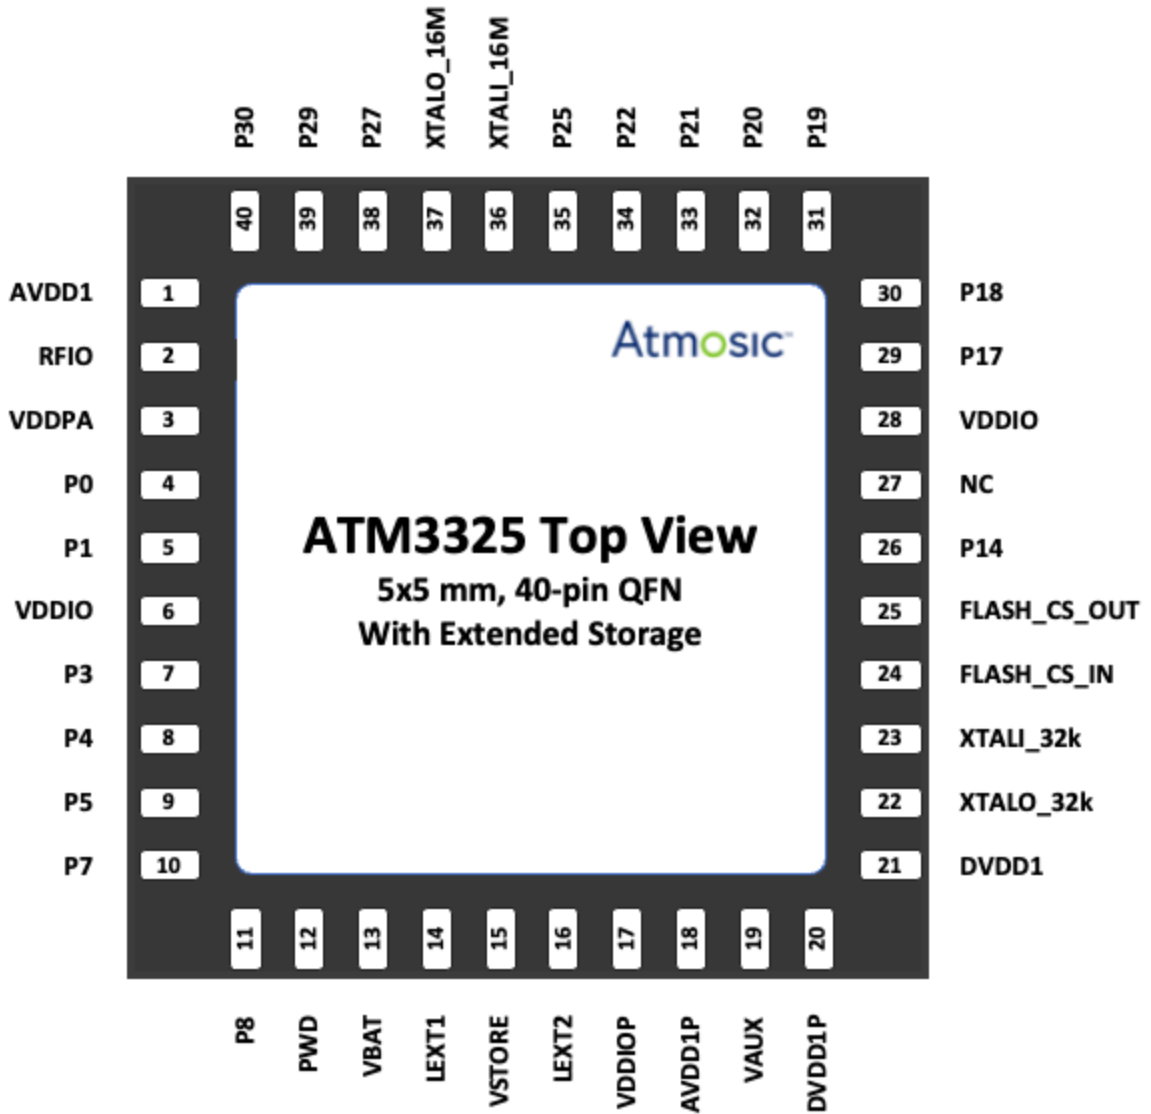 P30 P29 P27 XTALO_16M XTALI_16M P25 P22 P21 P20 P19
40 39 38 37 36 35 34 33 32 31
AVDD1 1 30 P18
Atmosic™
RFIO 2 29 P17
VDDPA 3 28 VDDIO
P0 4 27 NC
ATM3325 Top View
P1 5 26 P14
5x5 mm, 40-pin QFN
VDDIO 6 25 FLASH_CS_OUT
With Extended Storage
P3 7 24 FLASH_CS_IN
P4 8 23 XTALI_32k
P5 9 22 XTALO_32k
P7 10 21 DVDD1
11 12 13 14 15 16 17 18 19 20
P8 PWD VBAT LEXT1 VSTORE LEXT2 VDDIOP AVDD1P VAUX DVDD1P